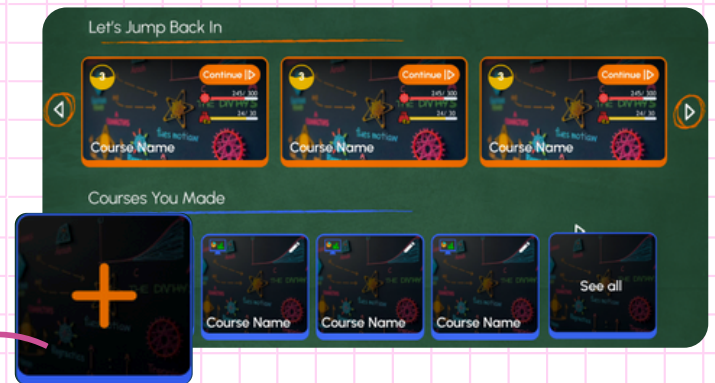 Let's Jump Back In
3
Continue
245/ 300
24/ 30
Course Name
3
Continue
245/ 300
24/ 30
Course Name
3
Continue
245/ 300
24/ 30
Course Name
Courses You Made
Course Name
Course Name
Course Name
See all